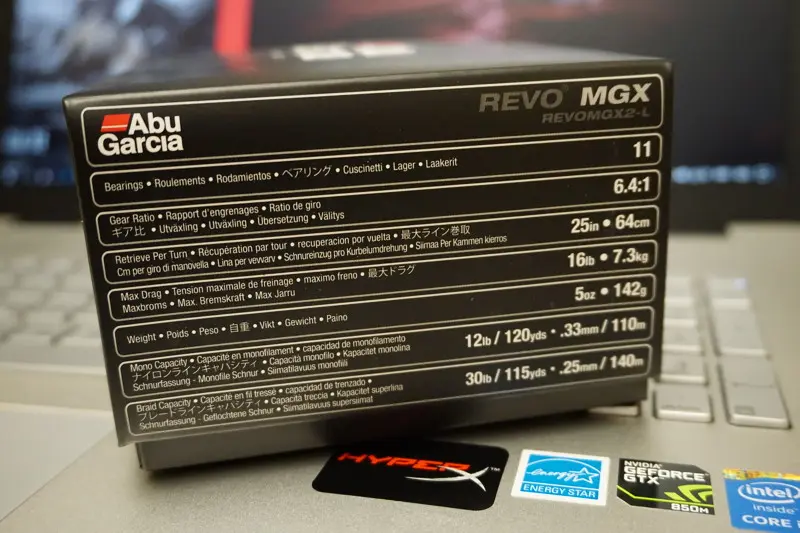 Abu
Garcia
REVO® MGX
REVOMGX2-L
Bearings • Roulements • Rodamientos • ベアリング • Cuscinetti • Lager • Laakerit
11
Gear Ratio • Rapport d'engrenages • Ratio de giro
ギア比 • Utväxling • Utväxling • Übersetzung • Välitys
6.4:1
Retrieve Per Turn • Récupération par tour • recuperacion por vuelta • 最大ライン巻取
Cm per giro di manovella • Lina per vevvarv • Schnureinzug pro Kurbelumdrehung • Siimaa Per Kammen kierros
25in • 64cm
Max Drag • Tension maximale de freinage • maximo freno • 最大ドラグ
Maxbroms • Max. Bremskraft • Max Jarru
16lb • 7.3kg
Weight • Poids • Peso • 自重 • Vikt • Gewicht • Paino
5oz • 142g
Mono Capacity • Capacité en monofilament • capacidad de monofilamento
ナイロンラインキャパシティ • Capacità monofilo • Kapacitet monolina
Schnurfassung - Monofile Schnur • Siimatilavuus monofiili
12lb / 120yds • .33mm / 110m
Braid Capacity • Capacité en fil tressé • capacidad de trenzado •
ブレードラインキャパシティ • Capacità treccia • Kapacitet superlina
Schnurfassung - Geflochtene Schnur • Siimatilavuus supersiimat
30lb / 115yds • .25mm / 140m
HYPERX™
energy
ENERGY STAR
NVIDIA
GEFORCE
GTX
850M
intel
inside
CORE